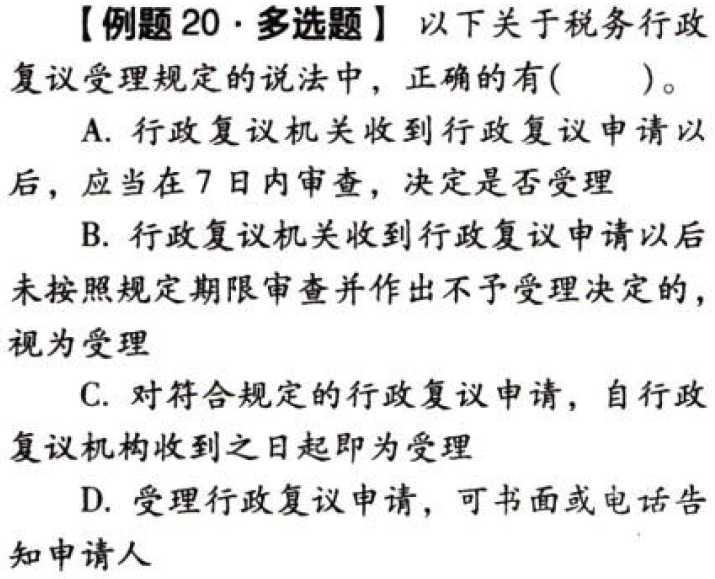 【例题 20·多选题】 以下关于税务行政
复议受理规定的说法中，正确的有(　　)。
A. 行政复议机关收到行政复议申请以
后，应当在 7 日内审查，决定是否受理
B. 行政复议机关收到行政复议申请以后
未按照规定期限审查并作出不予受理决定的，
视为受理
C. 对符合规定的行政复议申请，自行政
复议机构收到之日起即为受理
D. 受理行政复议申请，可书面或电话告
知申请人